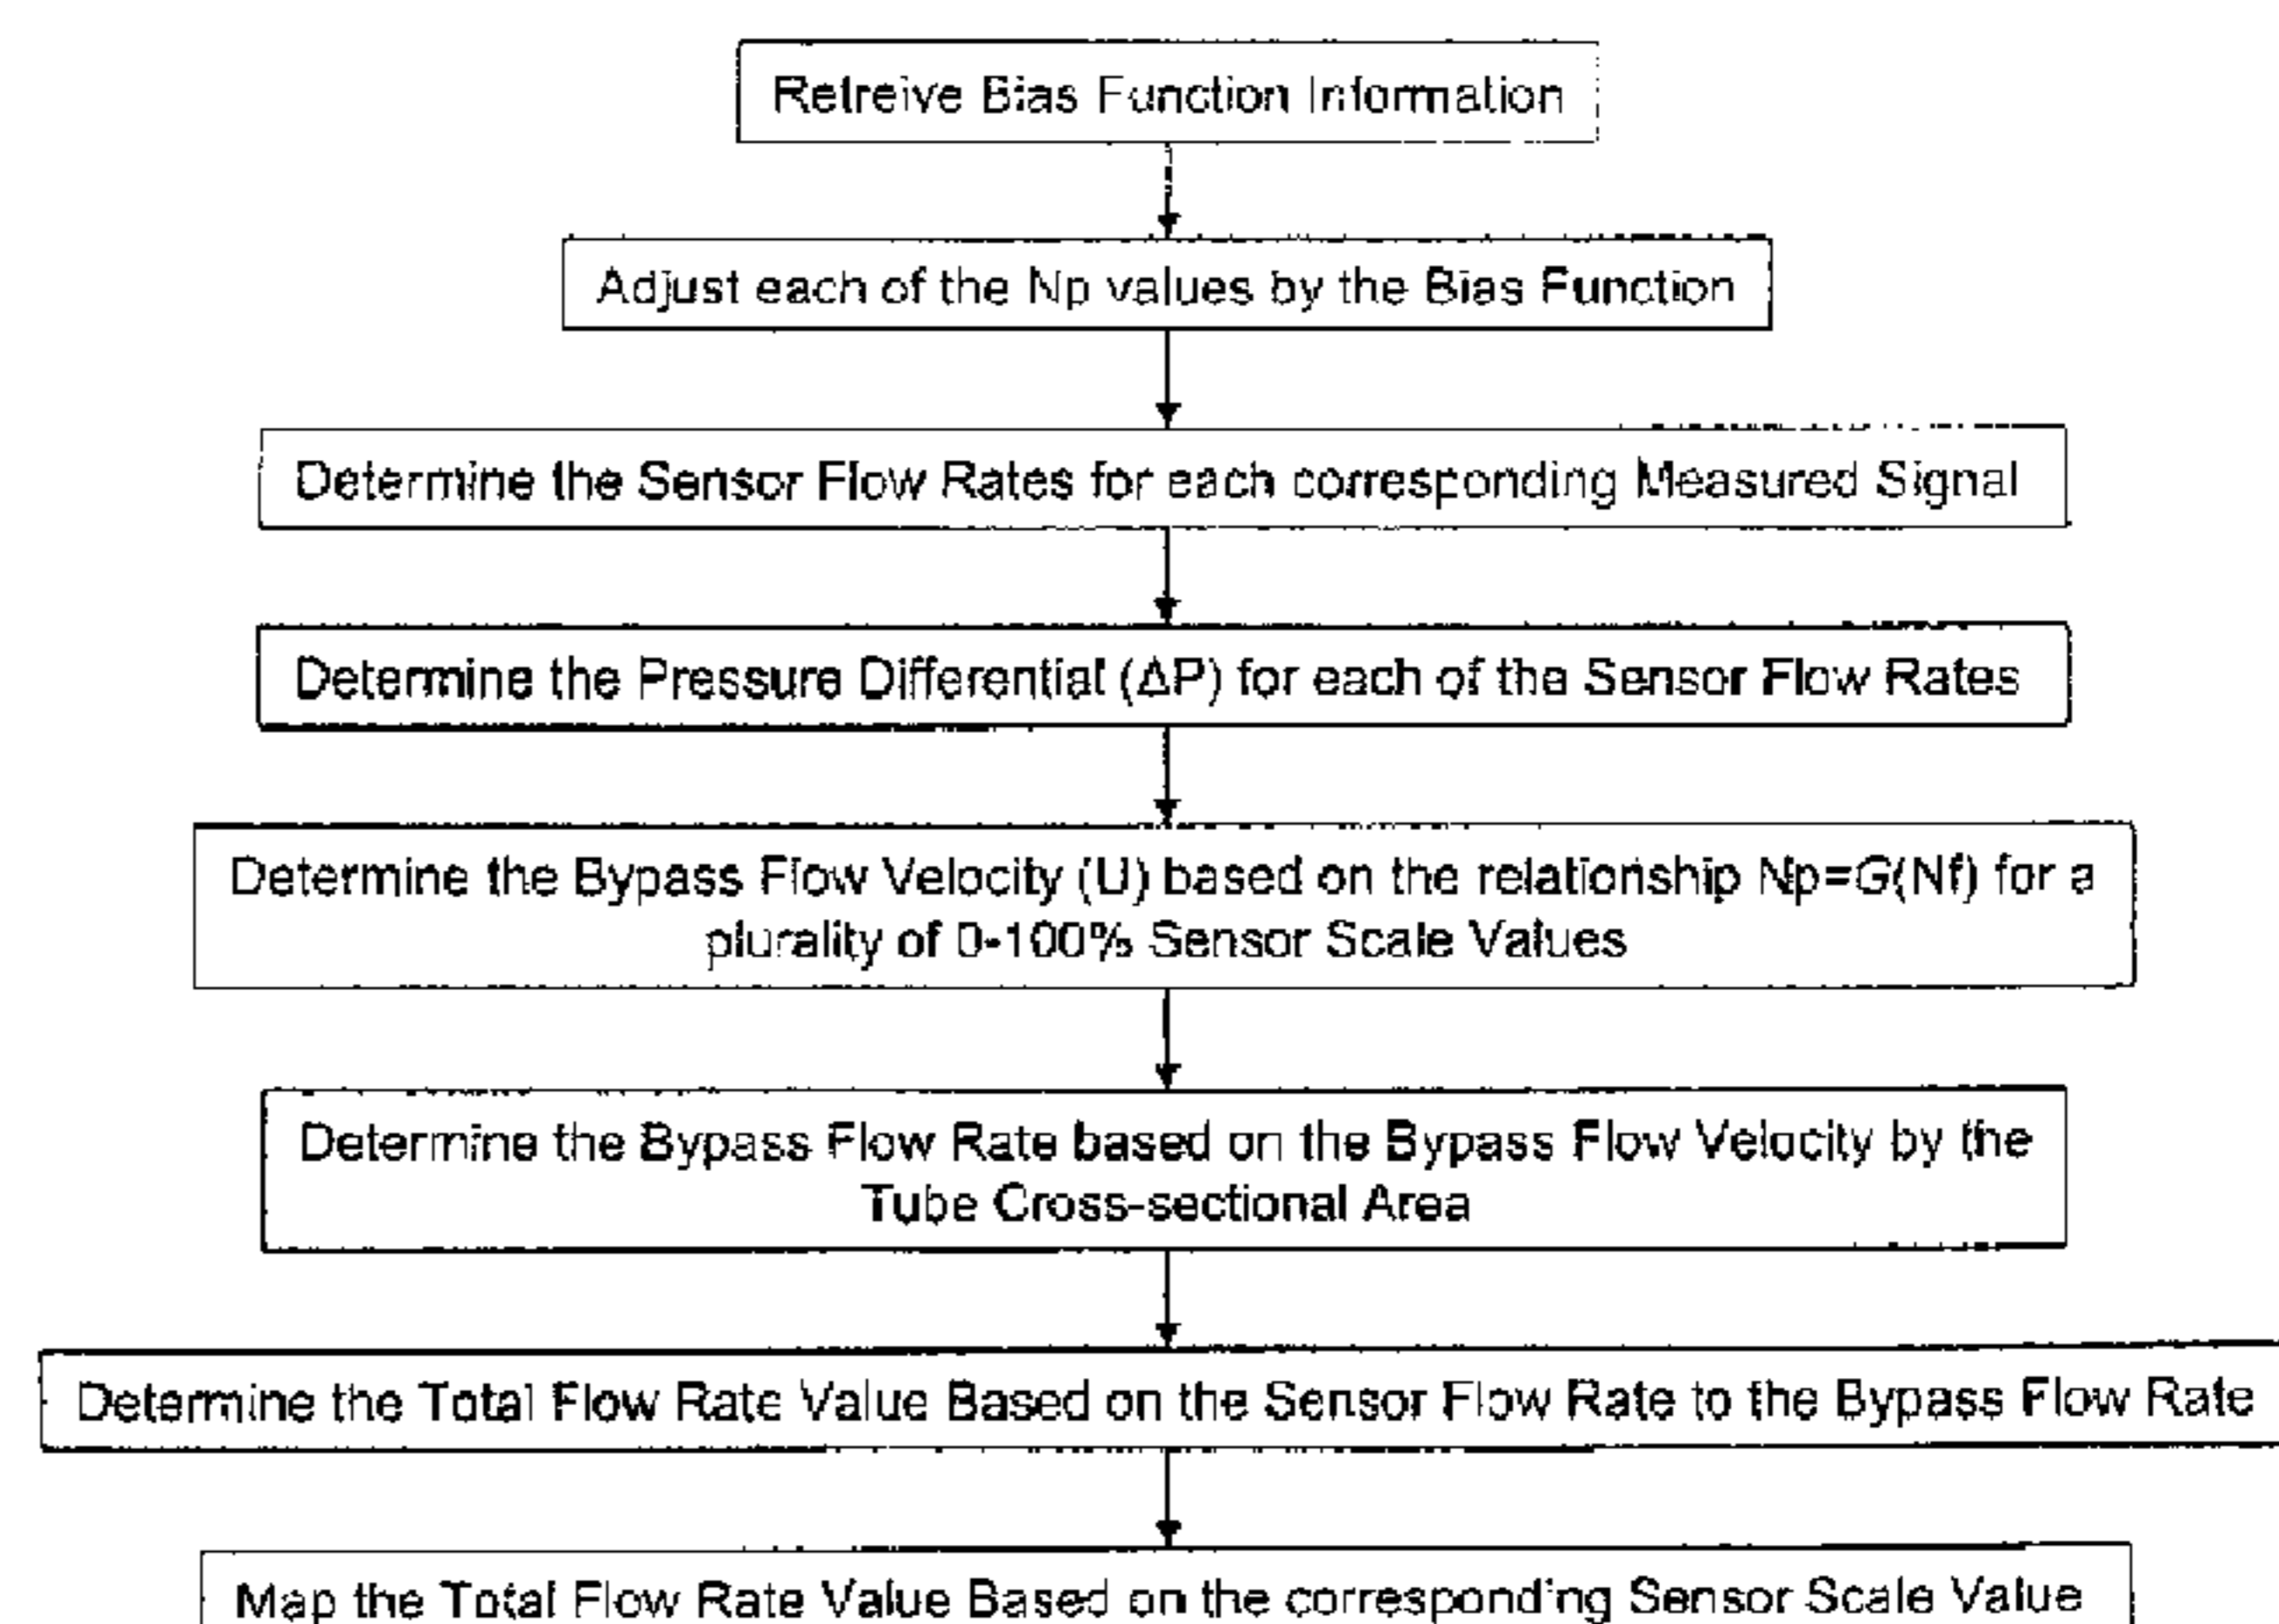 Retreive Bias Function Information
Adjust each of the Np values by the Bias Function
Determine the Sensor Flow Rates for each corresponding Measured Signal
Determine the Pressure Differential (ΔP) for each of the Sensor Flow Rates
Determine the Bypass Flow Velocity (U) based on the relationship Np=G(Nf) for a
plurality of 0-100% Sensor Scale Values
Determine the Bypass Flow Rate based on the Bypass Flow Velocity by the
Tube Cross-sectional Area
Determine the Total Flow Rate Value Based on the Sensor Flow Rate to the Bypass Flow Rate
Map the Total Flow Rate Value Based on the corresponding Sensor Scale Value